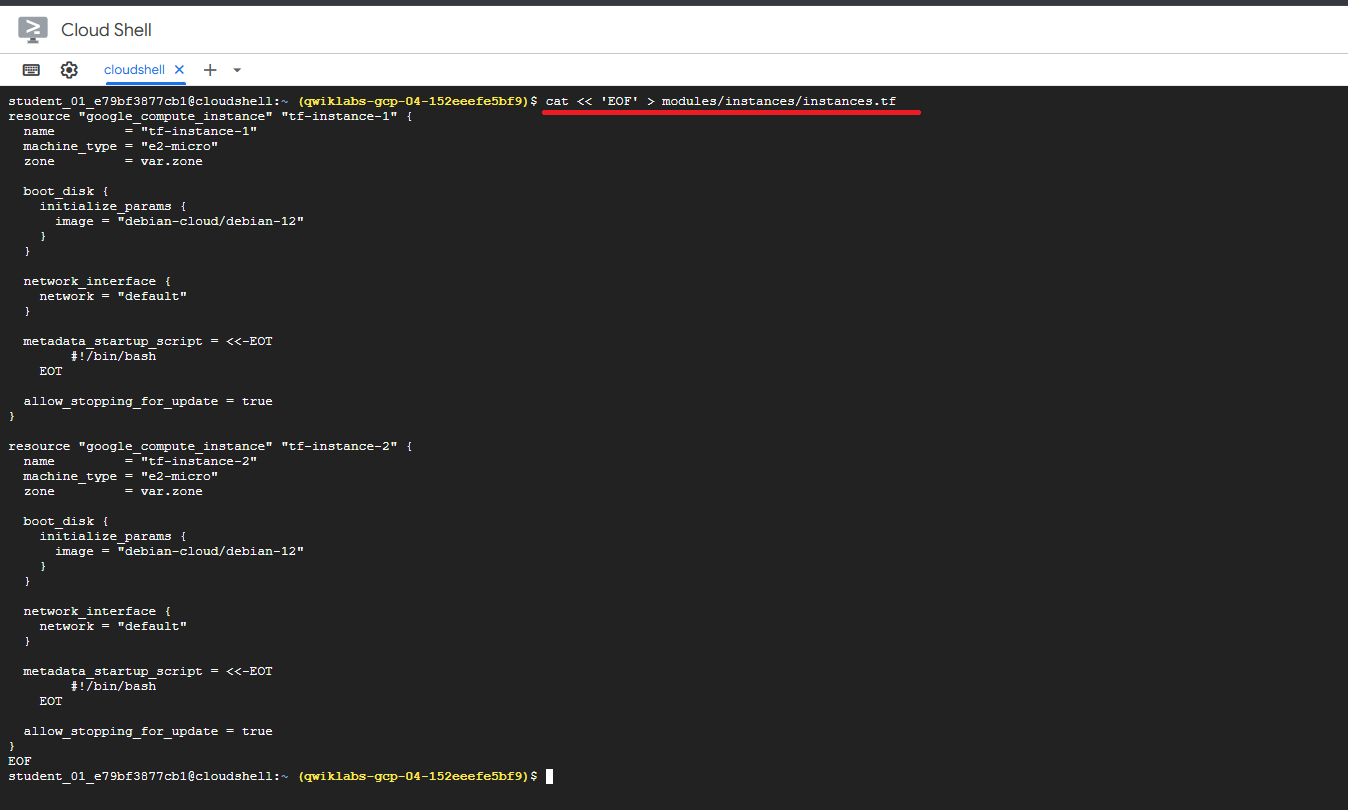 Cloud Shell
cloudshell
student_01_e79bf3877cb1@cloudshell:~ (qwiklabs-gcp-04-152eeefe5bf9)$ cat << 'EOF' > modules/instances/instances.tf
resource "google_compute_instance" "tf-instance-1" {
  name         = "tf-instance-1"
  machine_type = "e2-micro"
  zone         = var.zone

  boot_disk {
    initialize_params {
      image = "debian-cloud/debian-12"
    }
  }

  network_interface {
    network = "default"
  }

  metadata_startup_script = <<-EOT
        #!/bin/bash
    EOT

  allow_stopping_for_update = true
}

resource "google_compute_instance" "tf-instance-2" {
  name         = "tf-instance-2"
  machine_type = "e2-micro"
  zone         = var.zone

  boot_disk {
    initialize_params {
      image = "debian-cloud/debian-12"
    }
  }

  network_interface {
    network = "default"
  }

  metadata_startup_script = <<-EOT
        #!/bin/bash
    EOT

  allow_stopping_for_update = true
}
EOF
student_01_e79bf3877cb1@cloudshell:~ (qwiklabs-gcp-04-152eeefe5bf9)$